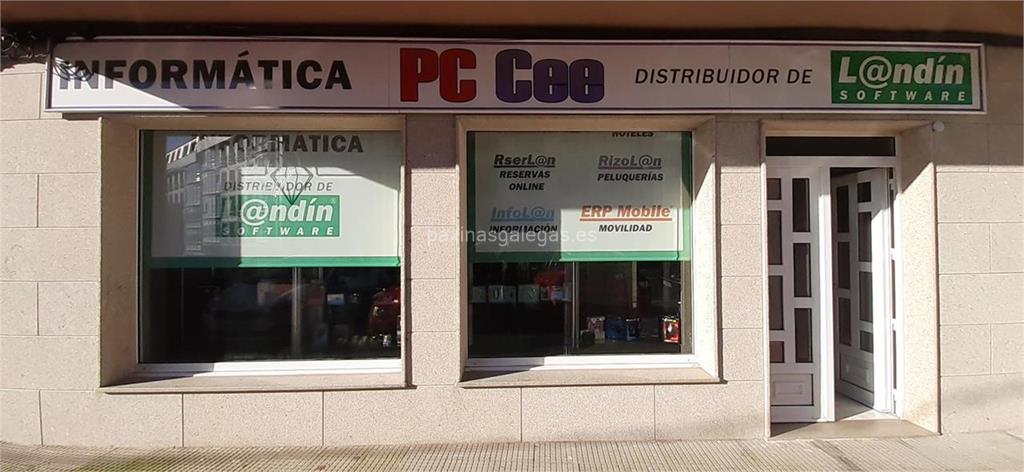 INFORMÁTICA PC Cee DISTRIBUIDOR DE L@ndín
SOFTWARE
INFORMÁTICA
DISTRIBUIDOR DE
L@ndín
SOFTWARE
HOTELES
RserL@n RizoL@n
RESERVAS PELUQUERÍAS
ONLINE
InfoL@n ERP Mobile
INFORMACIÓN MOVILIDAD
paxinasgalegas.es